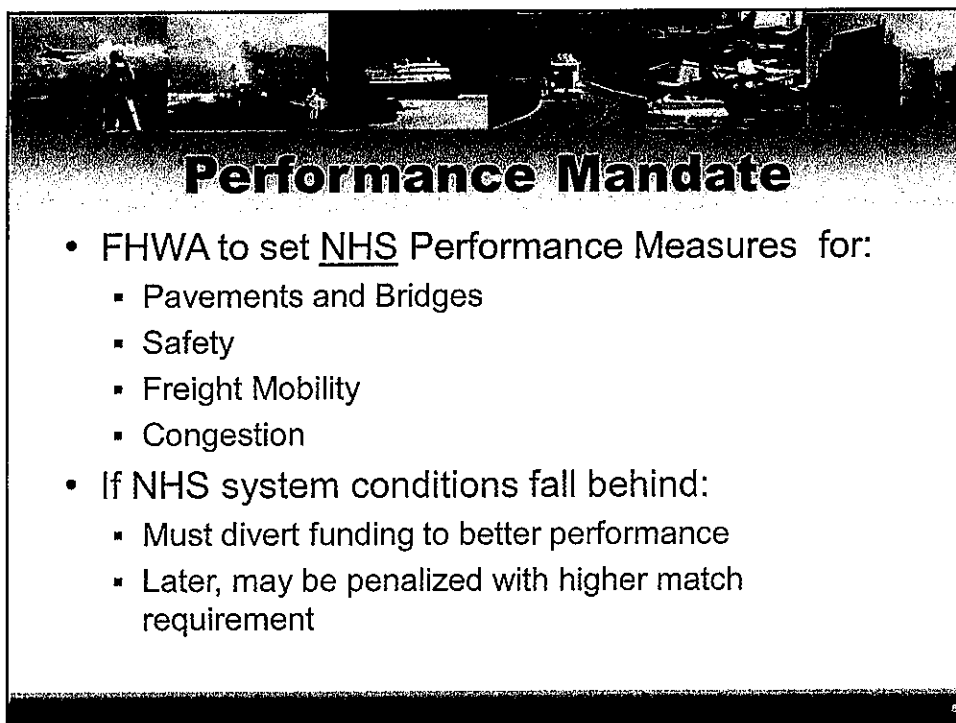 Performance Mandate
• FHWA to set NHS Performance Measures for:
▪ Pavements and Bridges
▪ Safety
▪ Freight Mobility
▪ Congestion
• If NHS system conditions fall behind:
▪ Must divert funding to better performance
▪ Later, may be penalized with higher match
requirement